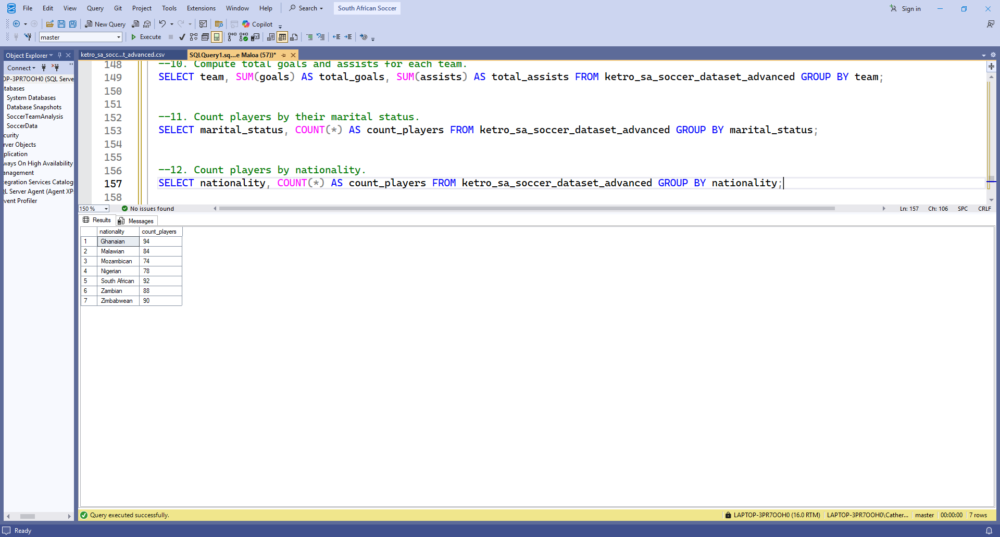 File Edit View Query Git Project Tools Extensions Window Help Search South African Soccer Sign in
New Query DAX Copilot
master Execute
Object Explorer ketro_sa_socc...t_advanced.csv SQLQuery1.sq...e Maloa (57))*
Connect
OP-3PR7OOH0 (SQL Serve
tabases
System Databases
Database Snapshots
SoccerTeamAnalysis
SoccerData
curity
rver Objects
plication
ways On High Availability
anagement
tegration Services Catalog
QL Server Agent (Agent XP
vent Profiler
148 --10. Compute total goals and assists for each team.
149 SELECT team, SUM(goals) AS total_goals, SUM(assists) AS total_assists FROM ketro_sa_soccer_dataset_advanced GROUP BY team;
150
151
152 --11. Count players by their marital status.
153 SELECT marital_status, COUNT(*) AS count_players FROM ketro_sa_soccer_dataset_advanced GROUP BY marital_status;
154
155
156 --12. Count players by nationality.
157 SELECT nationality, COUNT(*) AS count_players FROM ketro_sa_soccer_dataset_advanced GROUP BY nationality;
158
150 % No issues found Ln: 157 Ch: 106 SPC CRLF
Results Messages
nationality count_players
1 Ghanaian 94
2 Malawian 84
3 Mozambican 74
4 Nigerian 78
5 South African 92
6 Zambian 88
7 Zimbabwean 90
Query executed successfully. LAPTOP-3PR7OOH0 (16.0 RTM) LAPTOP-3PR7OOH0\Cather... master 00:00:00 7 rows
Ready